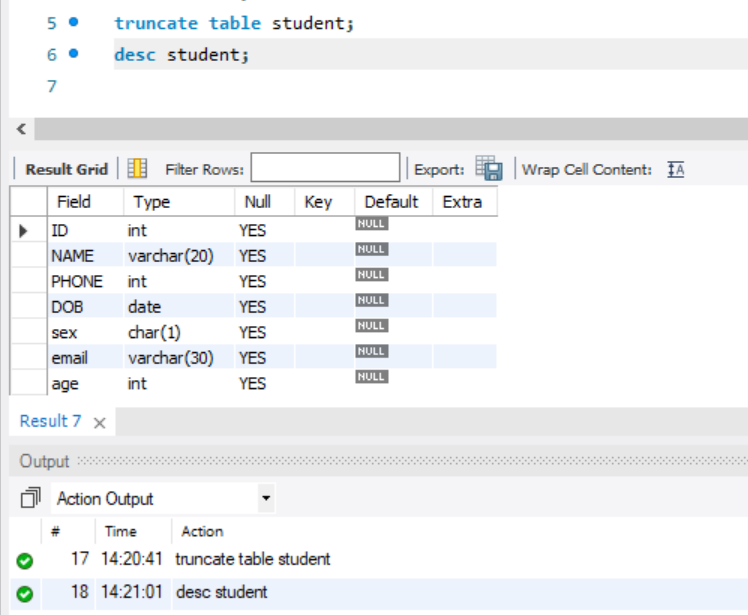 5 truncate table student;
6 desc student;
7
Result Grid Filter Rows: Export: Wrap Cell Content: IA
Field Type Null Key Default Extra
ID int YES NULL
NAME varchar(20) YES NULL
PHONE int YES NULL
DOB date YES NULL
sex char(1) YES NULL
email varchar(30) YES NULL
age int YES NULL
Result 7
Output
Action Output
# Time Action
17 14:20:41 truncate table student
18 14:21:01 desc student